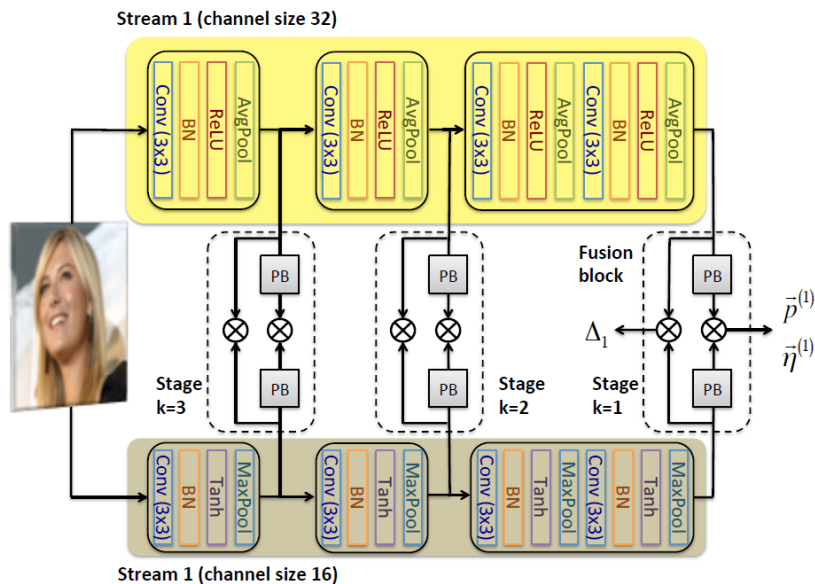 Stream 1 (channel size 32)
Conv (3x3)
BN
ReLU
AvgPool
Conv (3x3)
BN
ReLU
AvgPool
Conv (3x3)
BN
ReLU
AvgPool
Conv (3x3)
BN
ReLU
AvgPool
PB
PB
Stage
k=3
PB
PB
Stage
k=2
Fusion
block
PB
PB
Stage
k=1
Δ₁
p⃗⁽¹⁾
η⃗⁽¹⁾
Conv (3x3)
BN
Tanh
MaxPool
Conv (3x3)
BN
Tanh
MaxPool
Conv (3x3)
BN
Tanh
MaxPool
Conv (3x3)
BN
Tanh
MaxPool
Stream 1 (channel size 16)